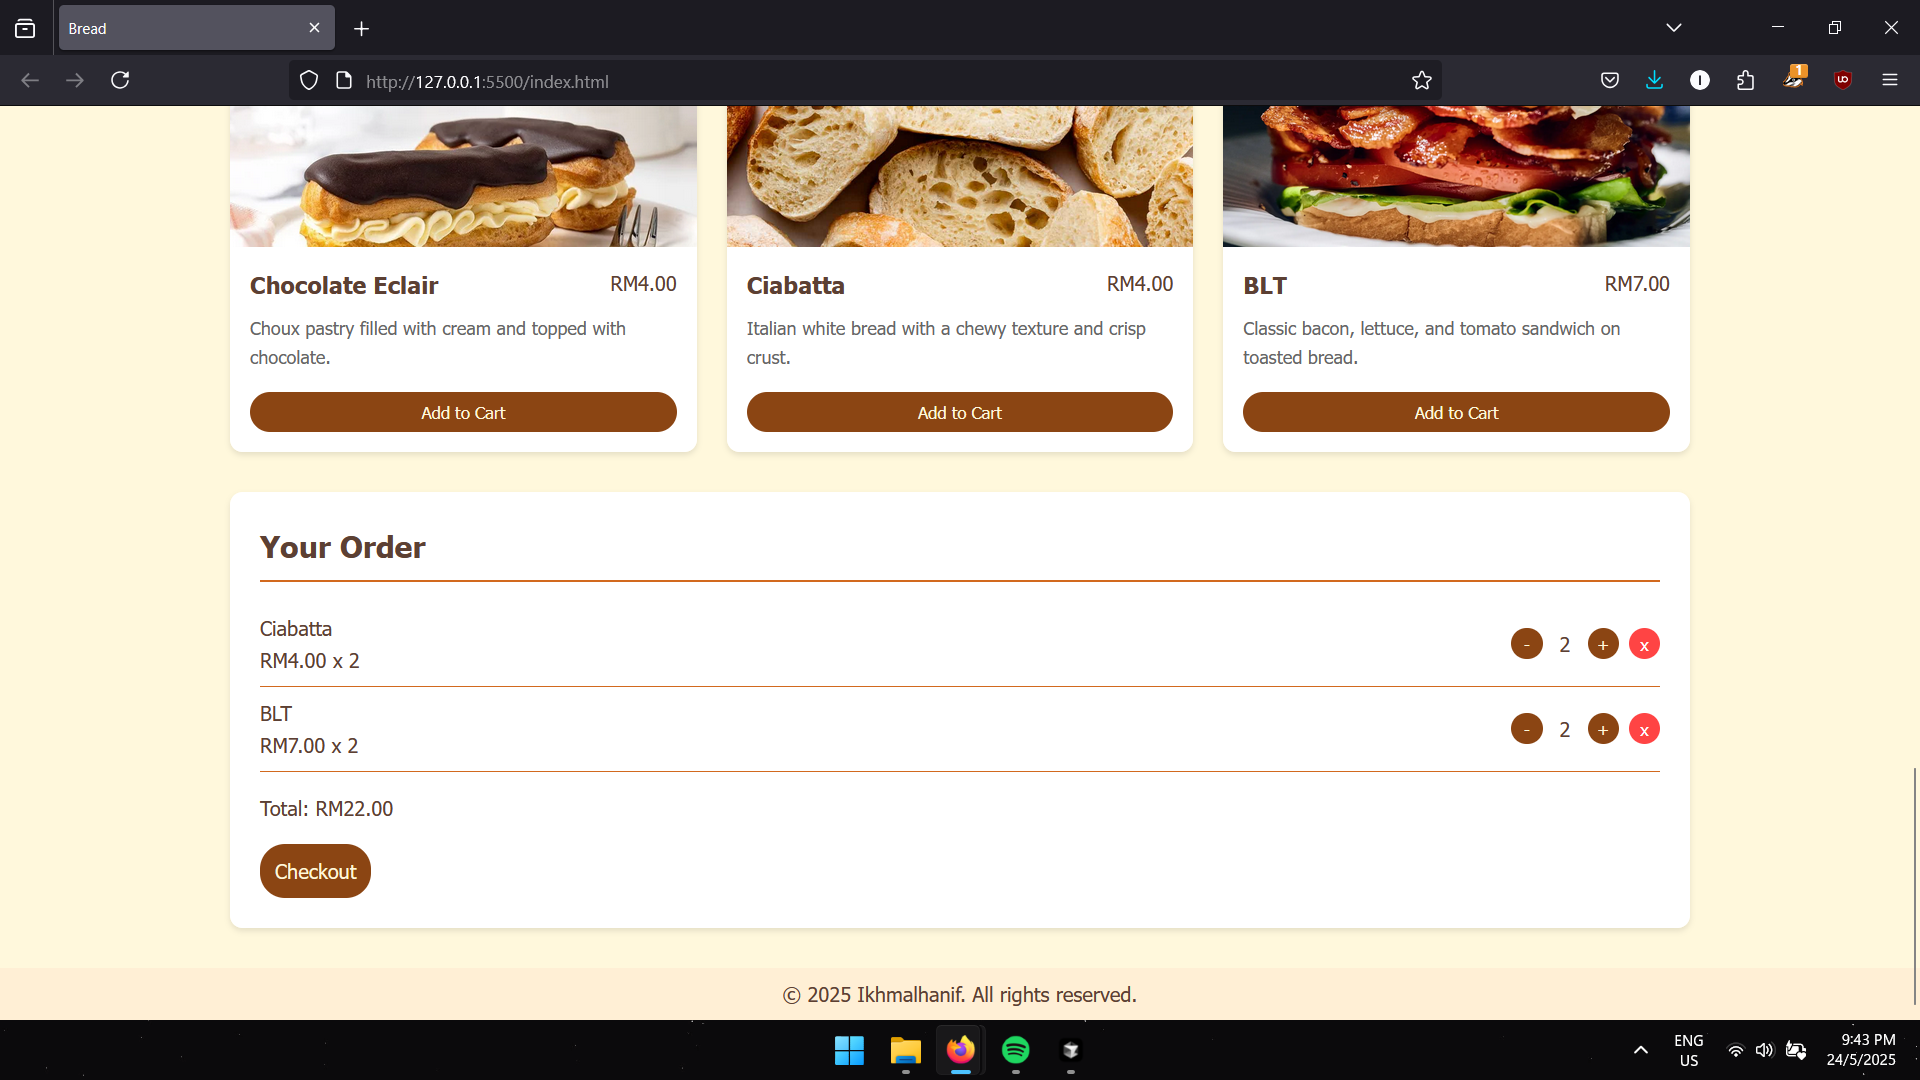 Bread
http://127.0.0.1:5500/index.html
1
Chocolate Eclair
RM4.00
Choux pastry filled with cream and topped with
chocolate.
Add to Cart
Ciabatta
RM4.00
Italian white bread with a chewy texture and crisp
crust.
Add to Cart
BLT
RM7.00
Classic bacon, lettuce, and tomato sandwich on
toasted bread.
Add to Cart
Your Order
Ciabatta
RM4.00 x 2
- 2 + x
BLT
RM7.00 x 2
- 2 + x
Total: RM22.00
Checkout
© 2025 Ikhmalhanif. All rights reserved.
ENG
US
9:43 PM
24/5/2025